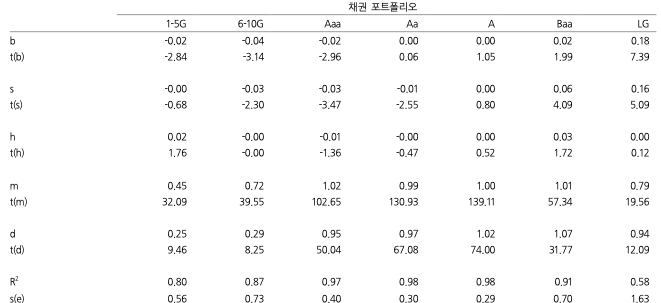 채권 포트폴리오
1-5G 6-10G Aaa Aa A Baa LG
b -0.02 -0.04 -0.02 0.00 0.00 0.02 0.18
t(b) -2.84 -3.14 -2.96 0.06 1.05 1.99 7.39
s -0.00 -0.03 -0.03 -0.01 0.00 0.06 0.16
t(s) -0.68 -2.30 -3.47 -2.55 0.80 4.09 5.09
h 0.02 -0.00 -0.01 -0.00 0.00 0.03 0.00
t(h) 1.76 -0.00 -1.36 -0.47 0.52 1.72 0.12
m 0.45 0.72 1.02 0.99 1.00 1.01 0.79
t(m) 32.09 39.55 102.65 130.93 139.11 57.34 19.56
d 0.25 0.29 0.95 0.97 1.02 1.07 0.94
t(d) 9.46 8.25 50.04 67.08 74.00 31.77 12.09
R² 0.80 0.87 0.97 0.98 0.98 0.91 0.58
s(e) 0.56 0.73 0.40 0.30 0.29 0.70 1.63